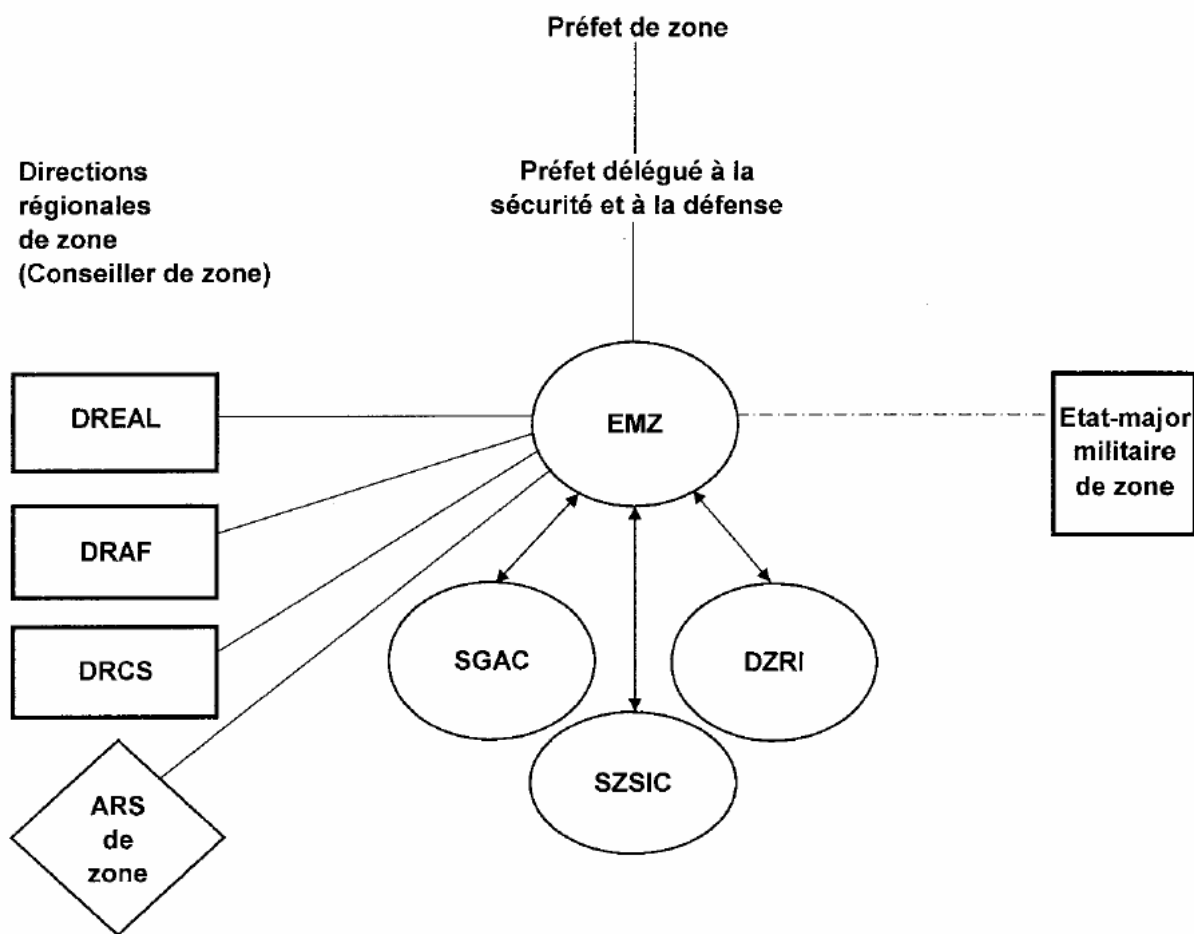 Préfet de zone
Directions
régionales
de zone
(Conseiller de zone)
Préfet délégué à la
sécurité et à la défense
DREAL
EMZ
Etat-major
militaire
de zone
DRAF
DRCS
SGAC
DZRI
SZSIC
ARS
de
zone